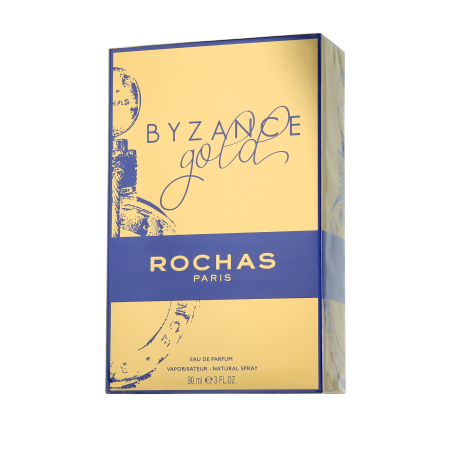 BYZANCE
gold
ROCHAS
PARIS
EAU DE PARFUM
VAPORISATEUR - NATURAL SPRAY
90 ml ℮ 3 FL.OZ.